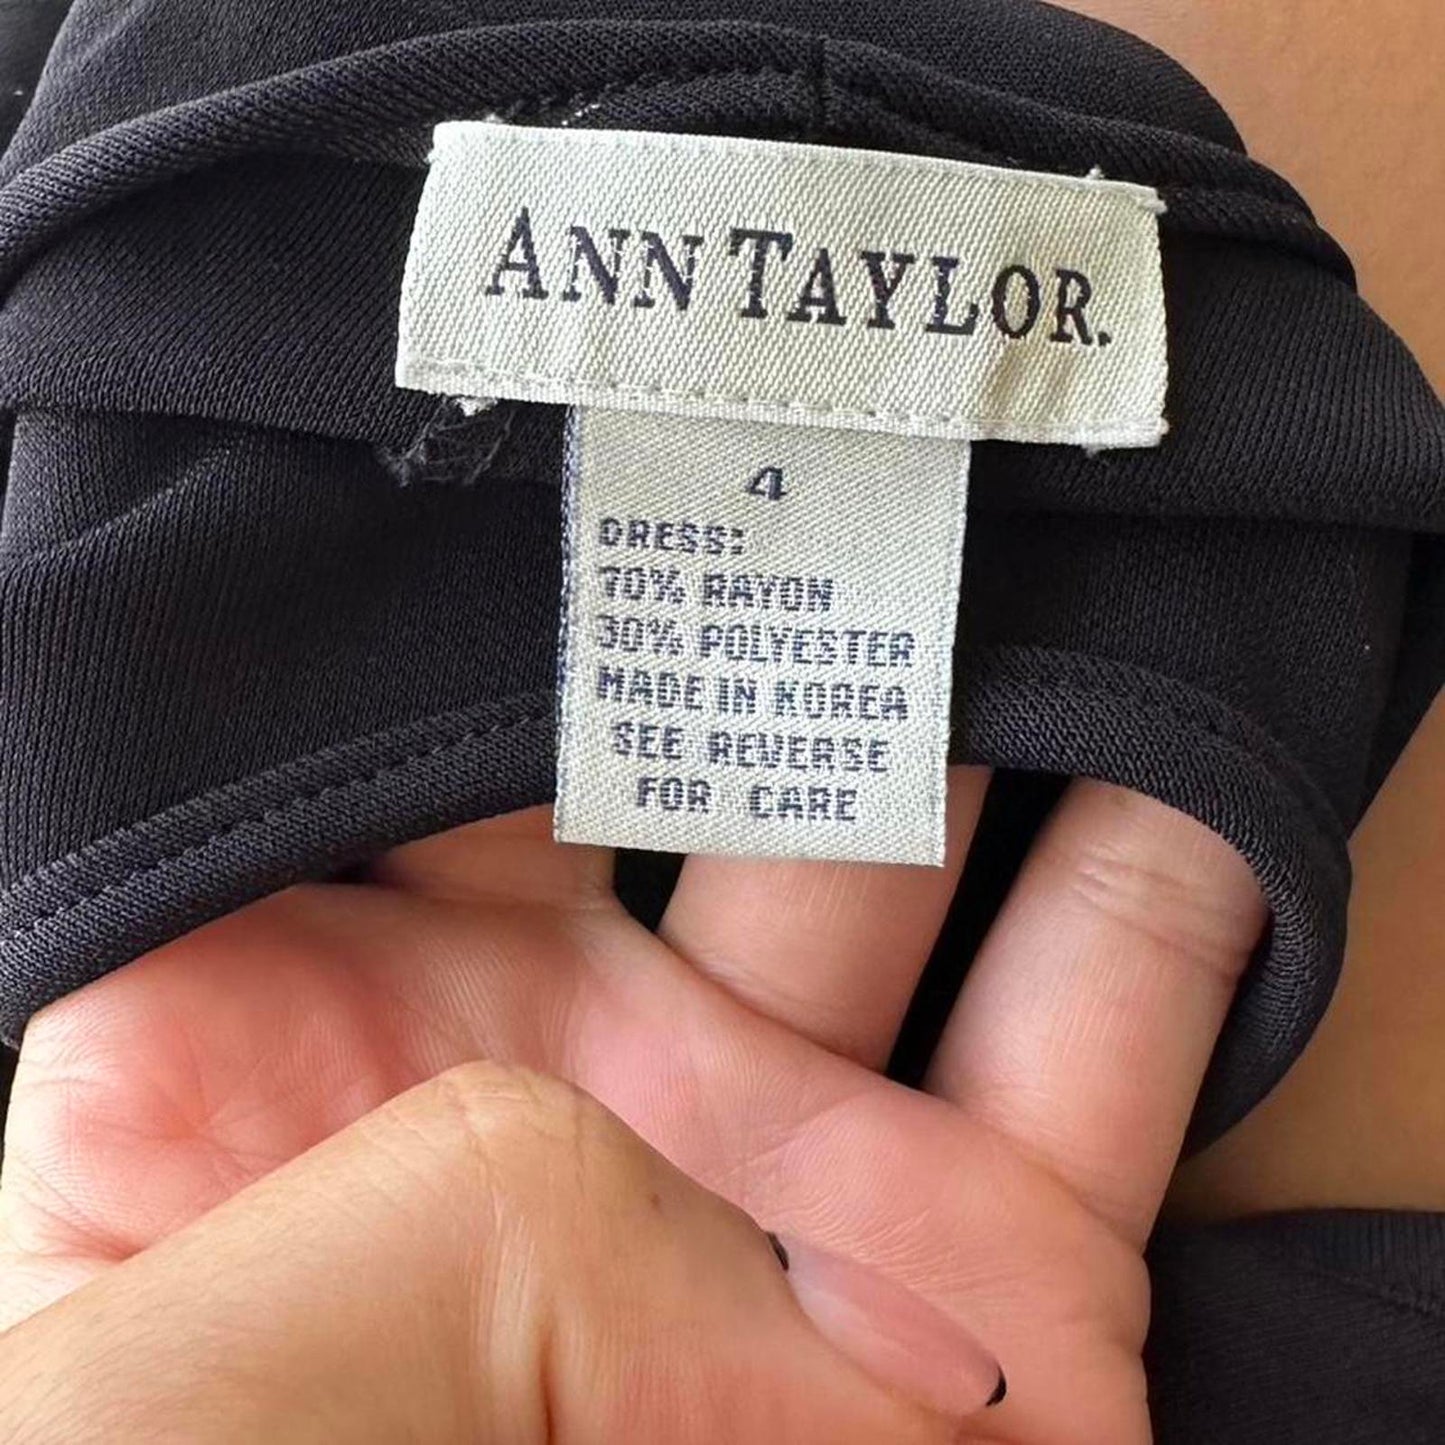 ANN TAYLOR.
4
DRESS:
70% RAYON
30% POLYESTER
MADE IN KOREA
SEE REVERSE
FOR CARE